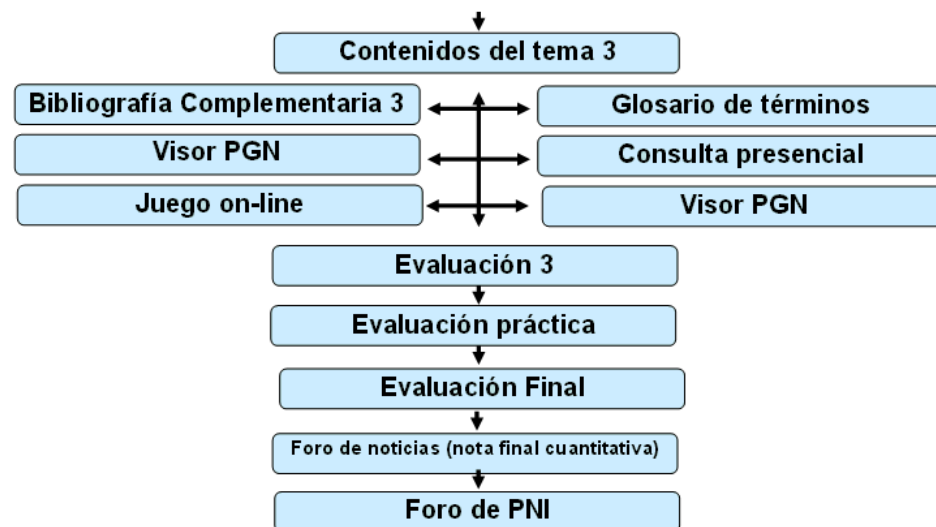 Contenidos del tema 3
Bibliografía Complementaria 3
Glosario de términos
Visor PGN
Consulta presencial
Juego on-line
Visor PGN
Evaluación 3
Evaluación práctica
Evaluación Final
Foro de noticias (nota final cuantitativa)
Foro de PNI